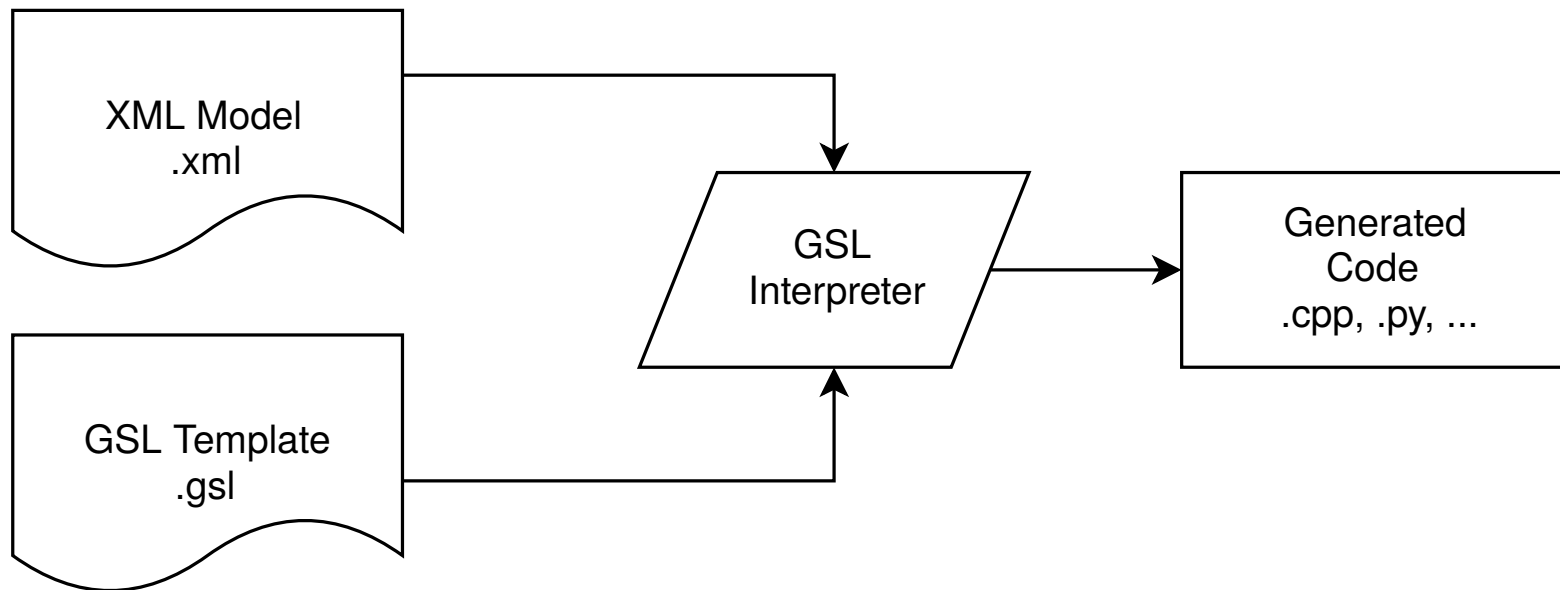 XML Model
.xml
GSL
Interpreter
Generated
Code
.cpp, .py, ...
GSL Template
.gsl